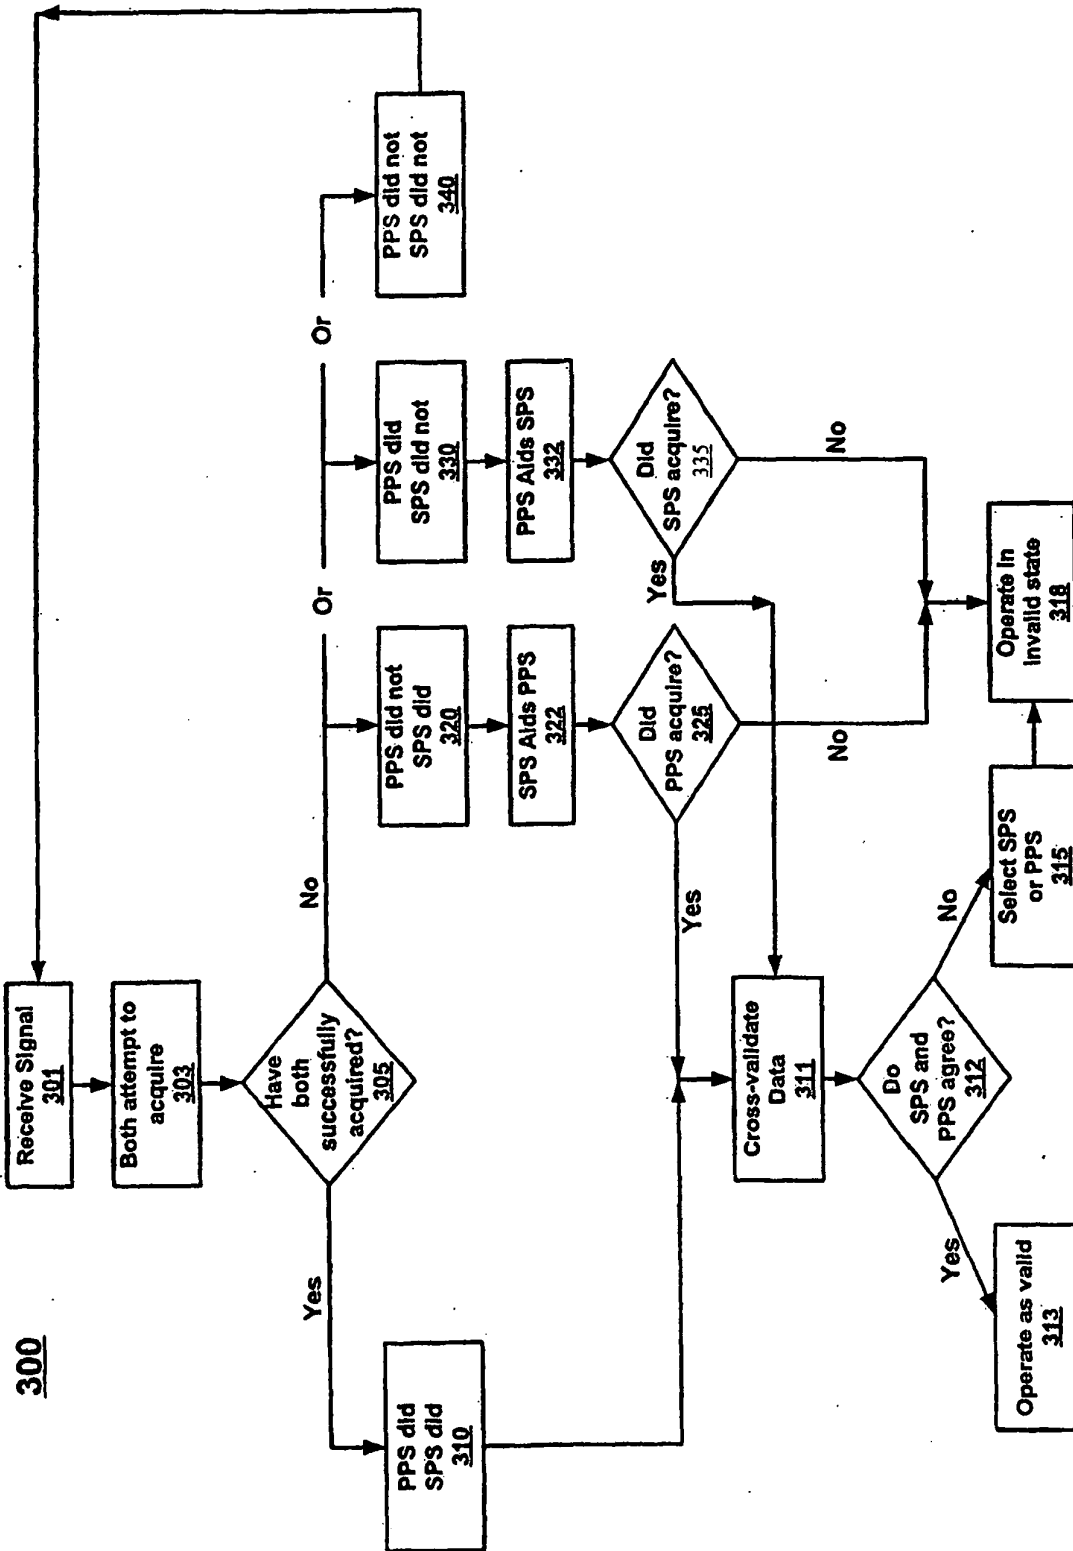 300
Receive Signal
301
Both attempt to
acquire
303
Have
both
successfully
acquired?
305
Yes
No
Or
Or
PPS did
SPS did
310
PPS did not
SPS did
320
PPS did
SPS did not
330
PPS did not
SPS did not
340
SPS Aids PPS
322
PPS Aids SPS
332
Did
PPS acquire?
325
Did
SPS acquire?
335
Yes
Yes
No
No
Cross-validate
Data
311
Do
SPS and
PPS agree?
312
Yes
No
Operate as valid
313
Select SPS
or PPS
315
Operate in
invalid state
318